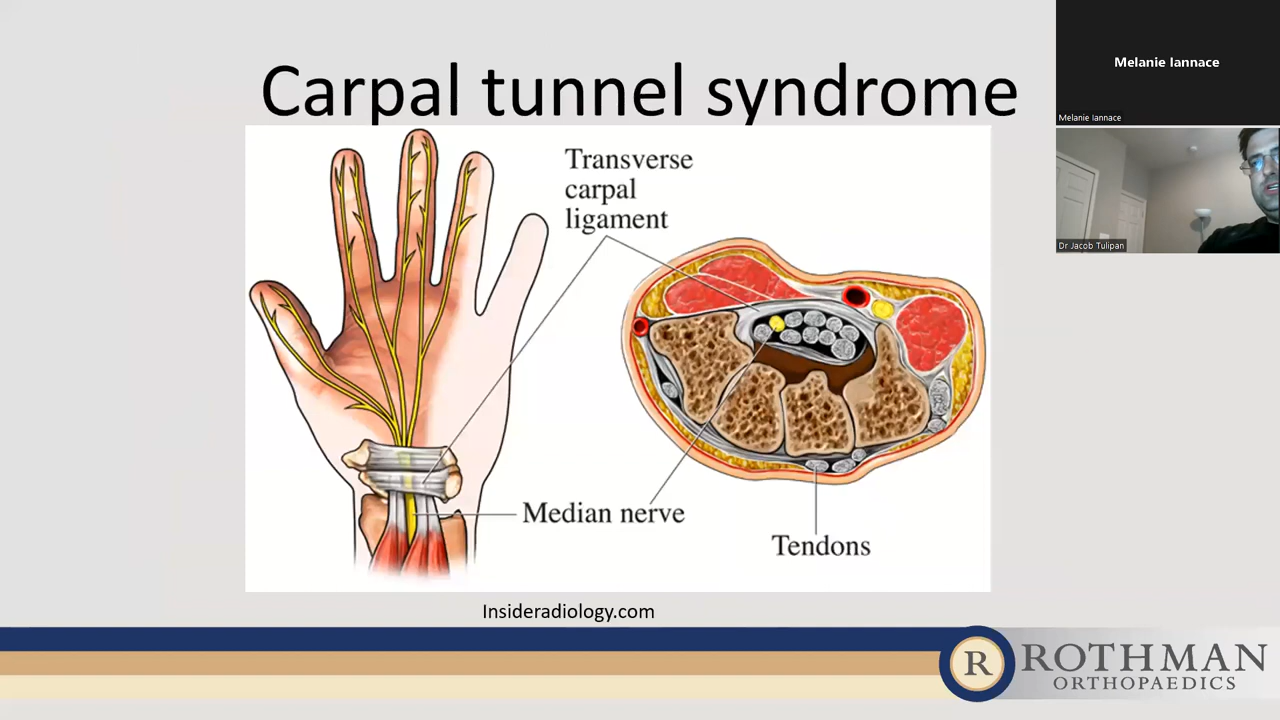 Carpal tunnel syndrome
Transverse
carpal
ligament
Median nerve
Tendons
Insideradiology.com
R ROTHMAN
ORTHOPAEDICS
Melanie Iannace
Melanie Iannace
Dr Jacob Tulipan